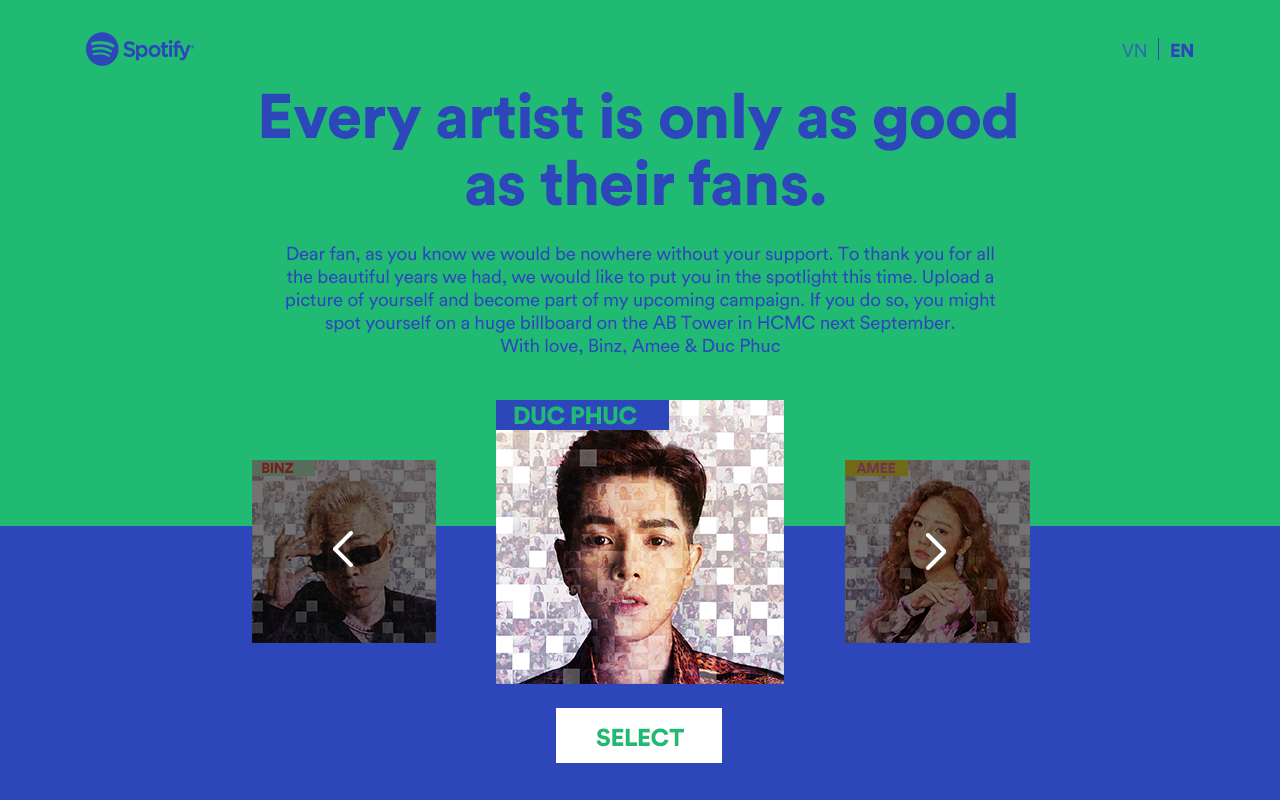 Spotify
VN | EN
Every artist is only as good
as their fans.
Dear fan, as you know we would be nowhere without your support. To thank you for all
the beautiful years we had, we would like to put you in the spotlight this time. Upload a
picture of yourself and become part of my upcoming campaign. If you do so, you might
spot yourself on a huge billboard on the AB Tower in HCMC next September.
With love, Binz, Amee & Duc Phuc
DUC PHUC
BINZ
AMEE
SELECT